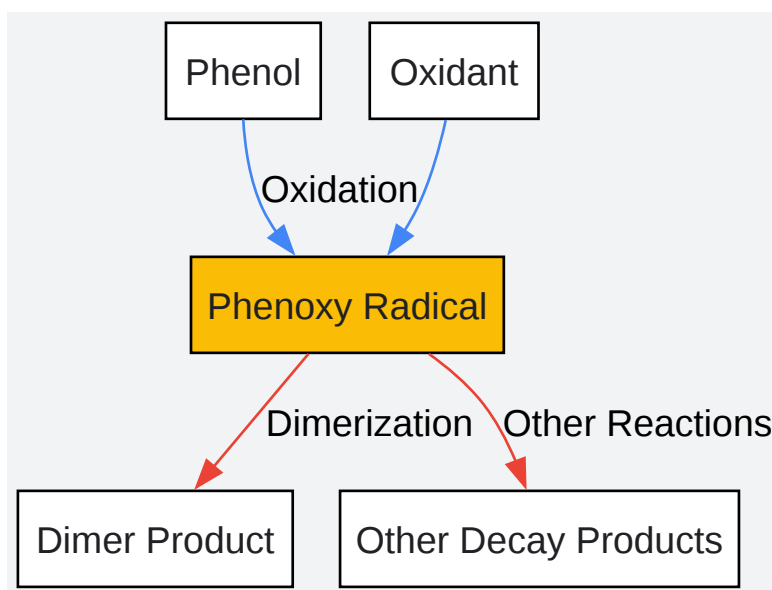 Phenol
Oxidant
Oxidation
Phenoxy Radical
Dimerization
Other Reactions
Dimer Product
Other Decay Products